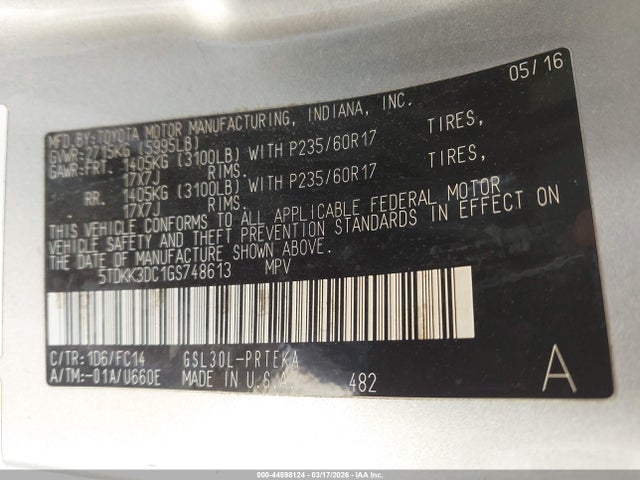 05/16
MFD.BY:TOYOTA MOTOR MANUFACTURING, INDIANA, INC.
GVWR:2715KG (5995LB)
GAWR:FRT. 1405KG (3100LB) WITH P235/60R17 TIRES,
17X7J RIMS.
RR. 1405KG (3100LB) WITH P235/60R17 TIRES,
17X7J RIMS.
THIS VEHICLE CONFORMS TO ALL APPLICABLE FEDERAL MOTOR
VEHICLE SAFETY AND THEFT PREVENTION STANDARDS IN EFFECT ON
THE DATE OF MANUFACTURE SHOWN ABOVE.
5TDKK3DC1GS748613 MPV
C/TR:1D6/FC14 GSL30L-PRTEKA
A/TM:-01A/U660E MADE IN U.S.A. 482
A
000-44598124 | 03/17/2026 | IAA Inc.